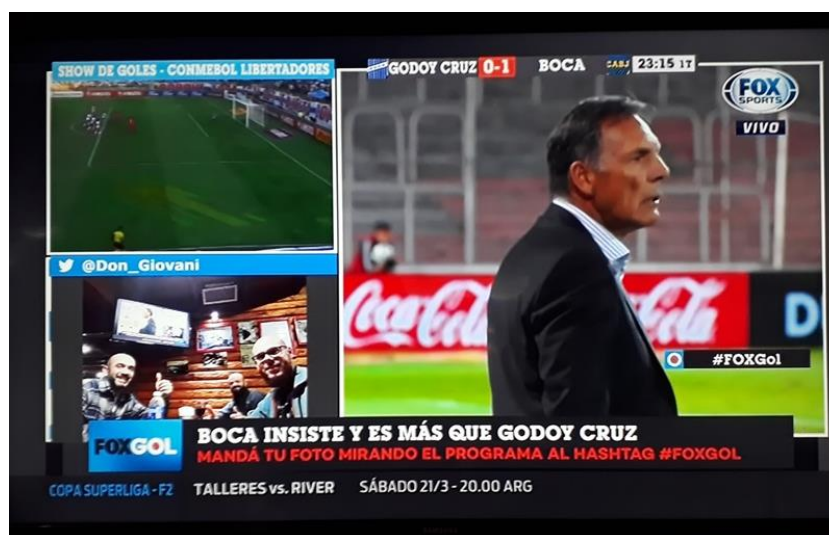 SHOW DE GOLES - CONMEBOL LIBERTADORES
GODOY CRUZ 0-1 BOCA CABJ 23:15 1T
FOX
SPORTS
VIVO
@Don_Giovani
Coca-Cola
Coca-Cola
D
#FOXGol
FOXGOL
BOCA INSISTE Y ES MÁS QUE GODOY CRUZ
MANDÁ TU FOTO MIRANDO EL PROGRAMA AL HASHTAG #FOXGOL
COPA SUPERLIGA - F2 TALLERES vs. RIVER SÁBADO 21/3 - 20.00 ARG